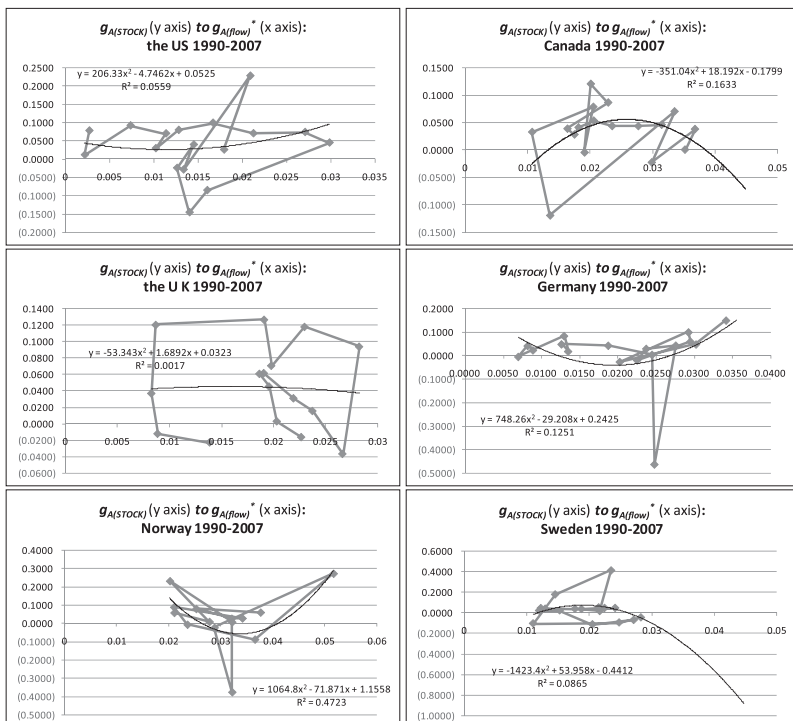 gA(STOCK) (y axis) to gA(flow)* (x axis):
the US 1990-2007
0.2500
0.2000
0.1500
0.1000
0.0500
0.0000
(0.0500)
(0.1000)
(0.1500)
(0.2000)
y = 206.33x² - 4.7462x + 0.0525
R² = 0.0559
0 0.005 0.01 0.015 0.02 0.025 0.03 0.035
gA(STOCK) (y axis) to gA(flow)* (x axis):
Canada 1990-2007
0.1500
0.1000
0.0500
0.0000
(0.0500)
(0.1000)
(0.1500)
y = -351.04x² + 18.192x - 0.1799
R² = 0.1633
0 0.01 0.02 0.03 0.04 0.05
gA(STOCK) (y axis) to gA(flow)* (x axis):
the U K 1990-2007
0.1400
0.1200
0.1000
0.0800
0.0600
0.0400
0.0200
0.0000
(0.0200)
(0.0400)
(0.0600)
y = -53.343x² + 1.6892x + 0.0323
R² = 0.0017
0 0.005 0.01 0.015 0.02 0.025 0.03
gA(STOCK) (y axis) to gA(flow)* (x axis):
Germany 1990-2007
0.2000
0.1000
0.0000
(0.1000)
(0.2000)
(0.3000)
(0.4000)
(0.5000)
0.0000 0.0050 0.0100 0.0150 0.0200 0.0250 0.0300 0.0350 0.0400
y = 748.26x² - 29.208x + 0.2425
R² = 0.1251
gA(STOCK) (y axis) to gA(flow)* (x axis):
Norway 1990-2007
0.4000
0.3000
0.2000
0.1000
0.0000
(0.1000)
(0.2000)
(0.3000)
(0.4000)
(0.5000)
0 0.01 0.02 0.03 0.04 0.05 0.06
y = 1064.8x² - 71.871x + 1.1558
R² = 0.4723
gA(STOCK) (y axis) to gA(flow)* (x axis):
Sweden 1990-2007
0.6000
0.4000
0.2000
0.0000
(0.2000)
(0.4000)
(0.6000)
(0.8000)
(1.0000)
0 0.01 0.02 0.03 0.04 0.05
y = -1423.4x² + 53.958x - 0.4412
R² = 0.0865